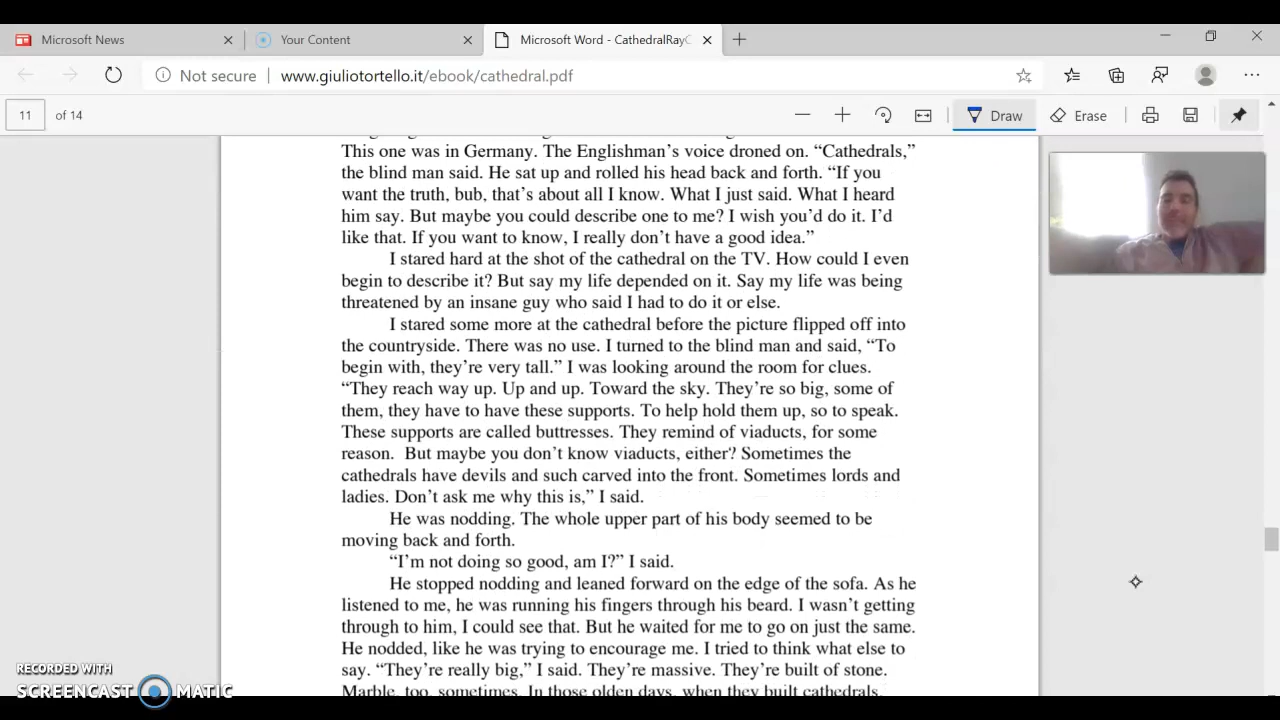 Microsoft News
Your Content
Microsoft Word - CathedralRayC
Not secure
www.giuliotortello.it/ebook/cathedral.pdf
11 of 14
Draw
Erase
This one was in Germany. The Englishman's voice droned on. “Cathedrals,”
the blind man said. He sat up and rolled his head back and forth. “If you
want the truth, bub, that's about all I know. What I just said. What I heard
him say. But maybe you could describe one to me? I wish you'd do it. I'd
like that. If you want to know, I really don't have a good idea.”
I stared hard at the shot of the cathedral on the TV. How could I even
begin to describe it? But say my life depended on it. Say my life was being
threatened by an insane guy who said I had to do it or else.
I stared some more at the cathedral before the picture flipped off into
the countryside. There was no use. I turned to the blind man and said, “To
begin with, they're very tall.” I was looking around the room for clues.
“They reach way up. Up and up. Toward the sky. They're so big, some of
them, they have to have these supports. To help hold them up, so to speak.
These supports are called buttresses. They remind of viaducts, for some
reason.  But maybe you don't know viaducts, either? Sometimes the
cathedrals have devils and such carved into the front. Sometimes lords and
ladies. Don't ask me why this is,” I said.
He was nodding. The whole upper part of his body seemed to be
moving back and forth.
“I'm not doing so good, am I?” I said.
He stopped nodding and leaned forward on the edge of the sofa. As he
listened to me, he was running his fingers through his beard. I wasn't getting
through to him, I could see that. But he waited for me to go on just the same.
He nodded, like he was trying to encourage me. I tried to think what else to
say. “They're really big,” I said. They're massive. They're built of stone.
Marble, too, sometimes. In those olden days, when they built cathedrals,
RECORDED WITH
SCREENCAST MATIC